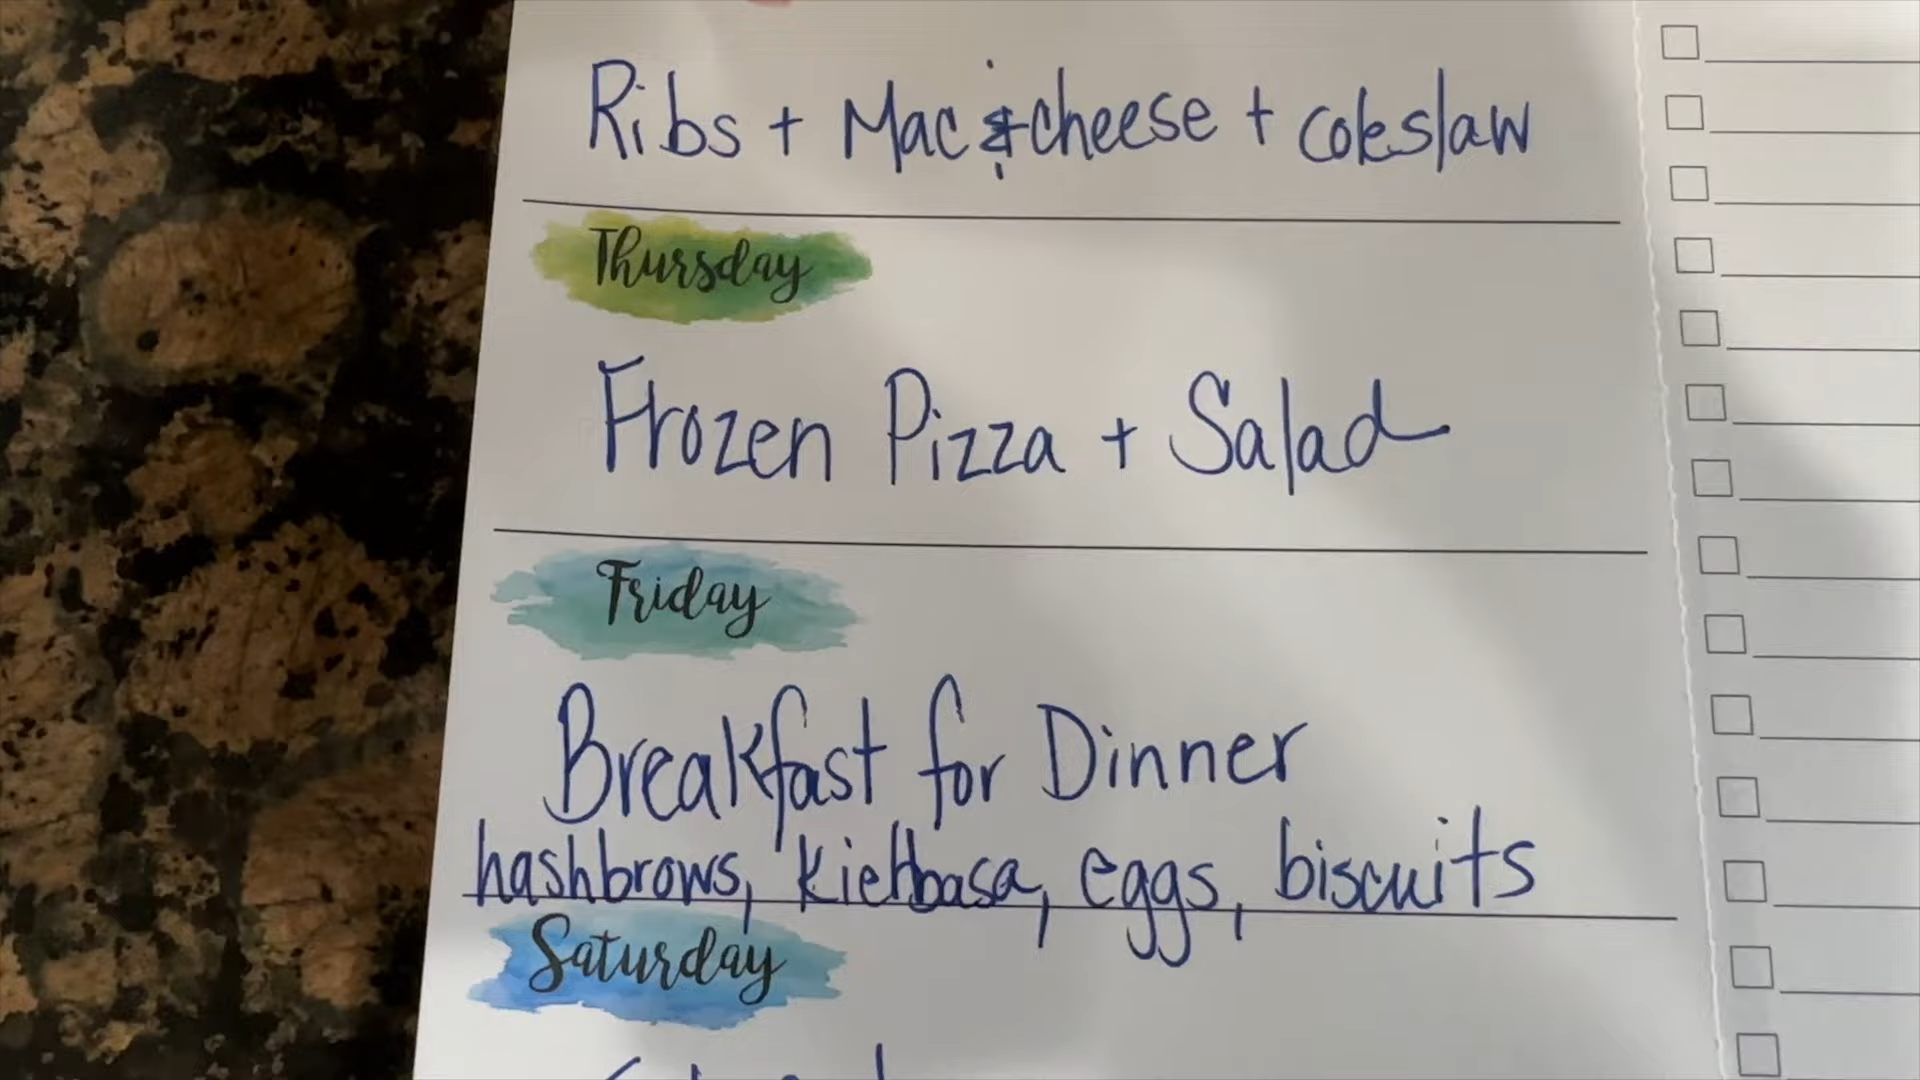 Ribs + Mac & cheese + coleslaw
Thursday
Frozen Pizza + Salad
Friday
Breakfast for Dinner
hashbrows, Kielbasa, eggs, biscuits
Saturday